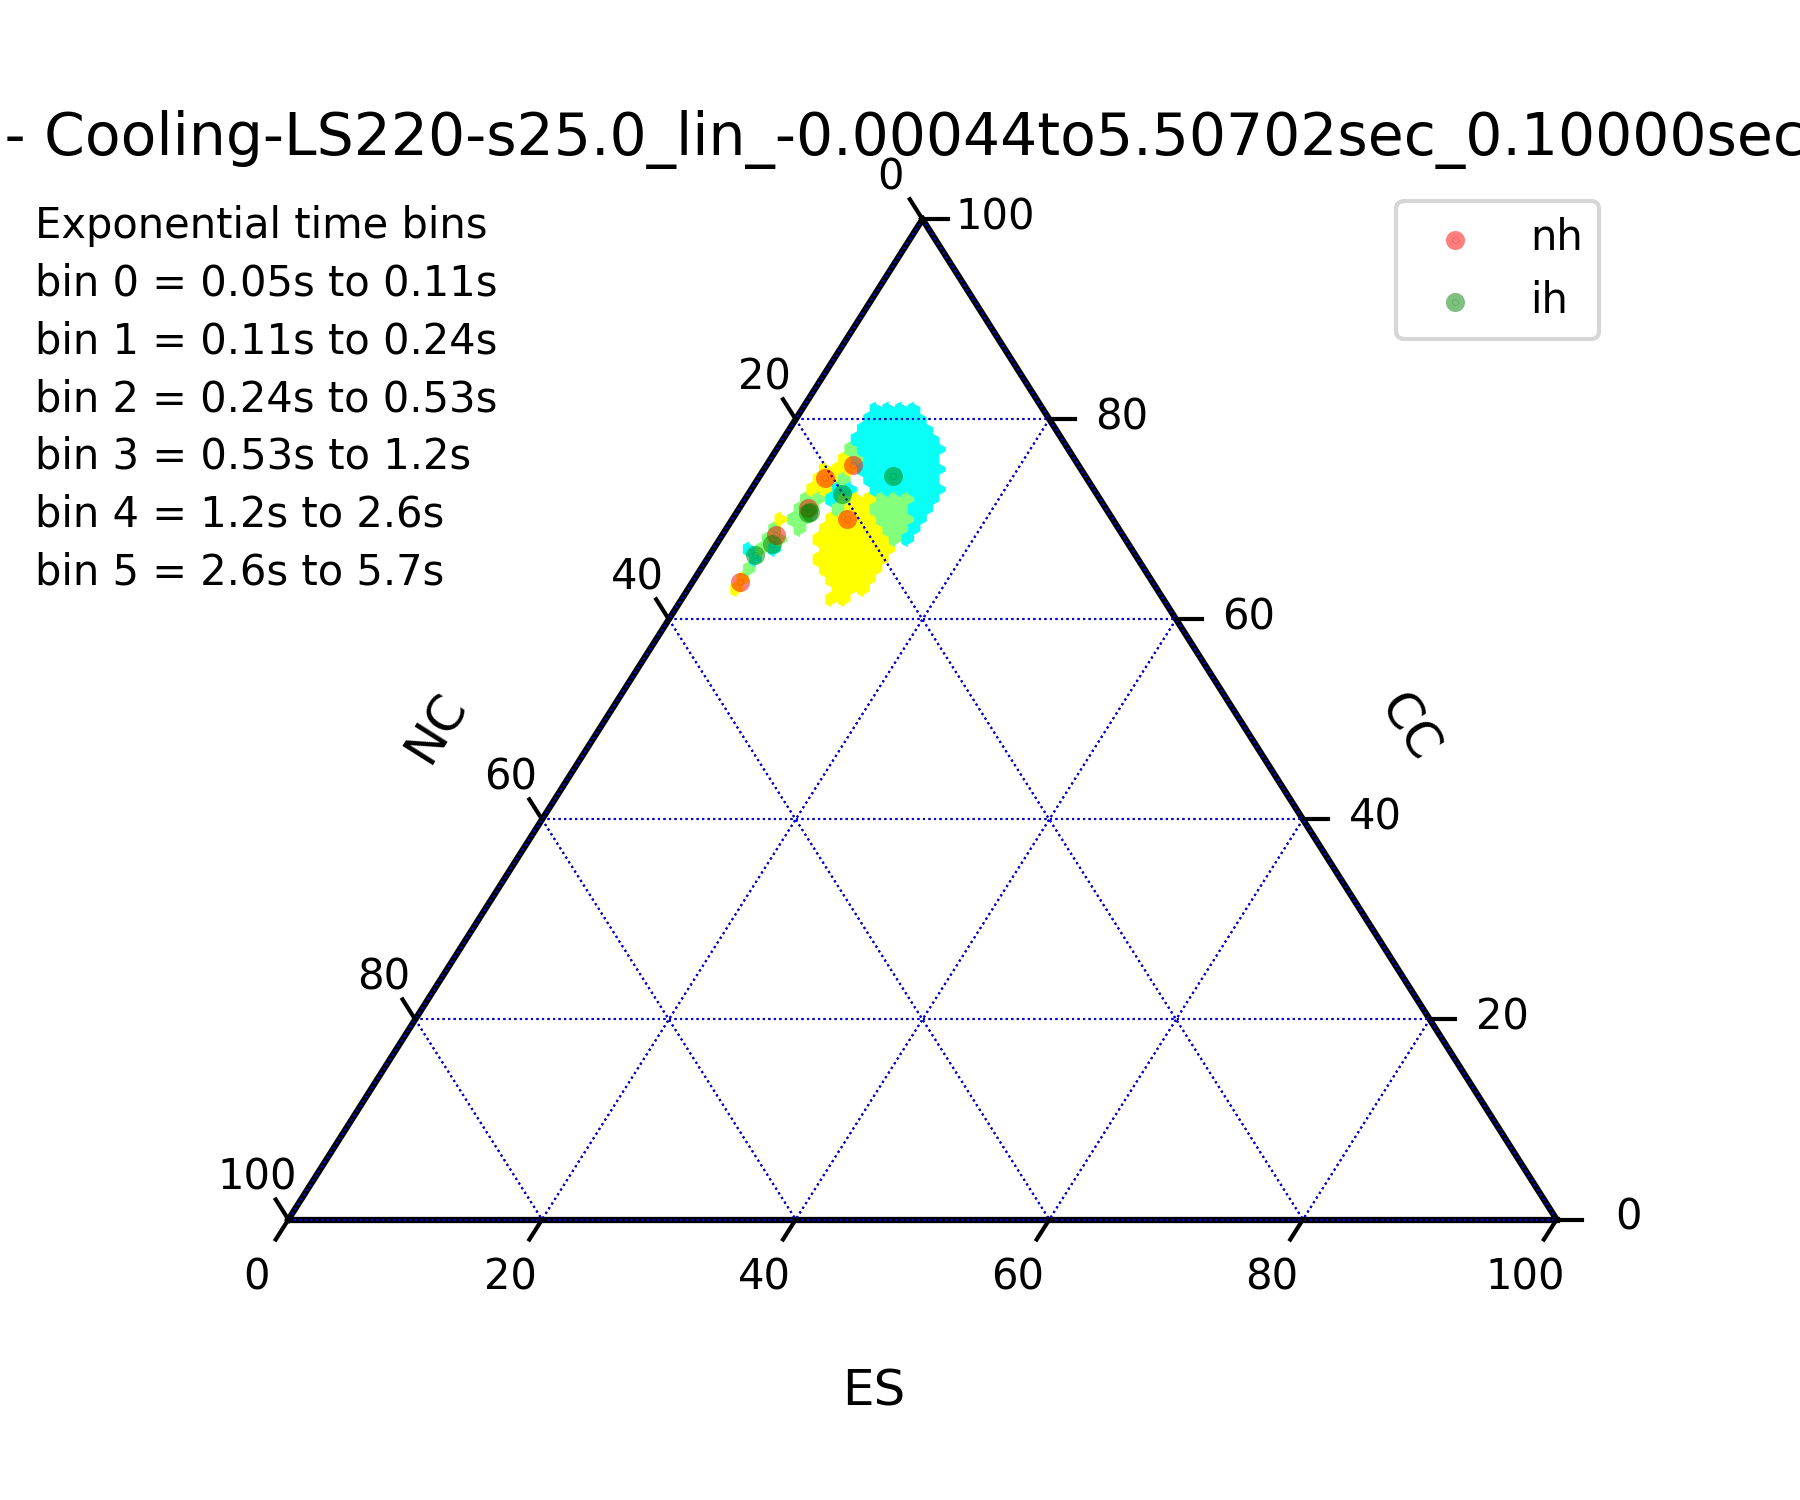 - Cooling-LS220-s25.0_lin_-0.00044to5.50702sec_0.10000sec
Exponential time bins
bin 0 = 0.05s to 0.11s
bin 1 = 0.11s to 0.24s
bin 2 = 0.24s to 0.53s
bin 3 = 0.53s to 1.2s
bin 4 = 1.2s to 2.6s
bin 5 = 2.6s to 5.7s
nh
ih
0
20
40
60
80
100
NC
100
80
60
40
20
0
CC
0
20
40
60
80
100
ES